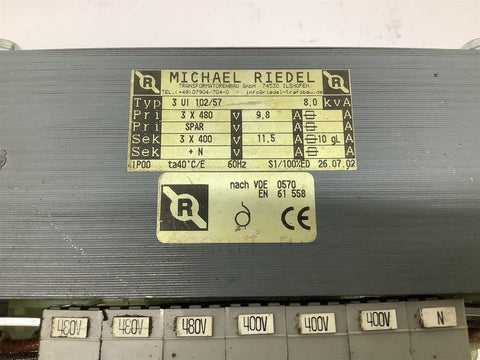 R MICHAEL RIEDEL R
TRANSFORMATORENBAU GmbH 74530 ILSHOFEN
TEL.(+49)07904/704-0 / info@riedel-trafobau.de
Typ 3 UI 102/57 8,0 kVA
Pri 3 X 480 V 9,8 A
Pri SPAR V A
Sek 3 X 400 V 11,5 A 10 gL A
Sek + N V A A
IP00 ta40°C/E 60Hz S1/100%ED 26.07.02
R nach VDE 0570
EN 61 558
CE
480V 480V 480V 400V 400V 400V N